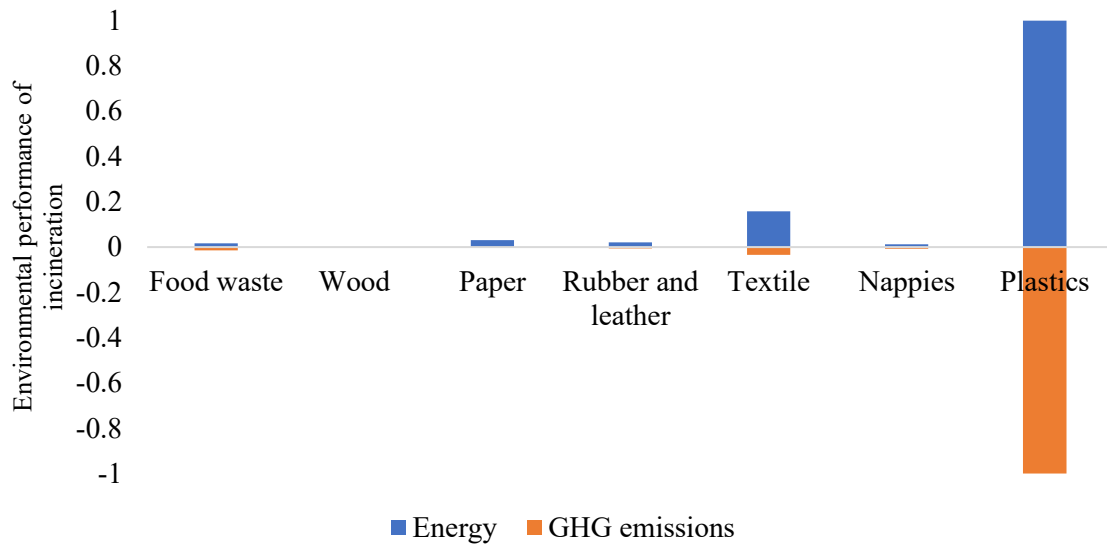 Environmental performance of
incineration
1
0.8
0.6
0.4
0.2
0
-0.2
-0.4
-0.6
-0.8
-1
Food waste
Wood
Paper
Rubber and
leather
Textile
Nappies
Plastics
Energy
GHG emissions